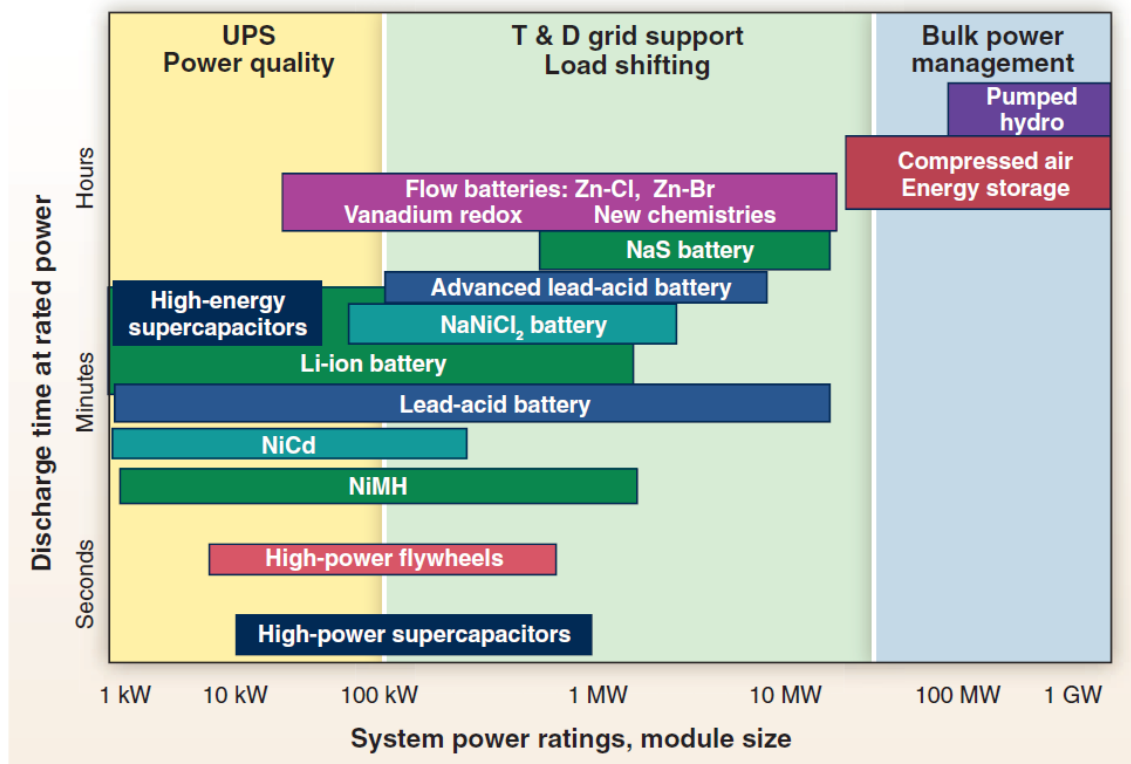 UPS
Power quality
T & D grid support
Load shifting
Bulk power
management
Pumped
hydro
Compressed air
Energy storage
Flow batteries: Zn-Cl, Zn-Br
Vanadium redox New chemistries
NaS battery
Advanced lead-acid battery
High-energy
supercapacitors
NaNiCl₂ battery
Li-ion battery
Lead-acid battery
NiCd
NiMH
High-power flywheels
High-power supercapacitors
Discharge time at rated power
Hours
Minutes
Seconds
1 kW 10 kW 100 kW 1 MW 10 MW 100 MW 1 GW
System power ratings, module size